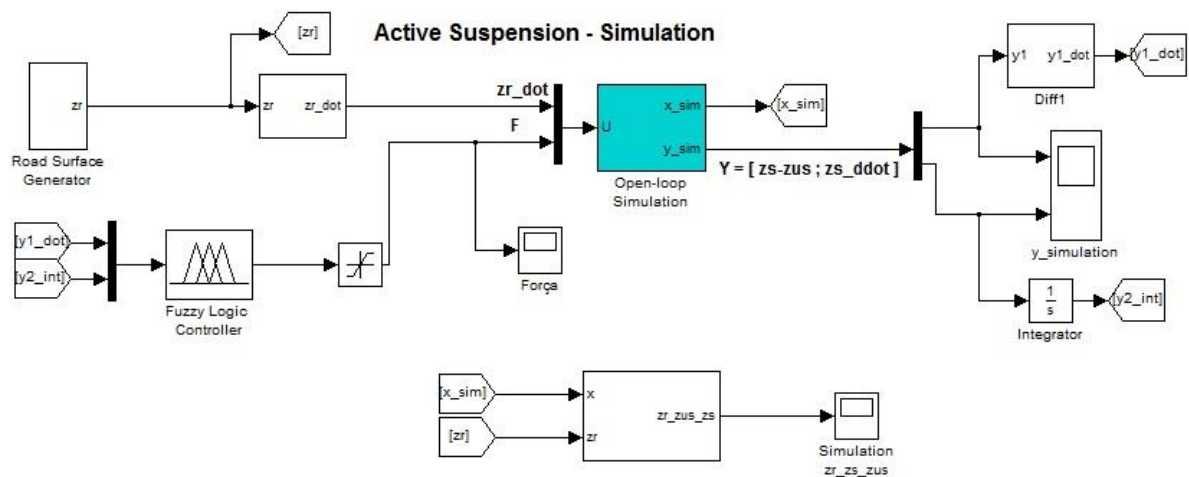 Active Suspension - Simulation
[zr]
zr
Road Surface
Generator
zr
zr_dot
zr_dot
F
U
x_sim
y_sim
Open-loop
Simulation
[x_sim]
Y = [ zs-zus ; zs_ddot ]
y1
y1_dot
Diff1
[y1_dot]
y_simulation
1
s
Integrator
[y2_int]
[y1_dot]
[y2_int]
Fuzzy Logic
Controller
Força
[x_sim]
[zr]
x
zr
zr_zus_zs
Simulation
zr_zs_zus